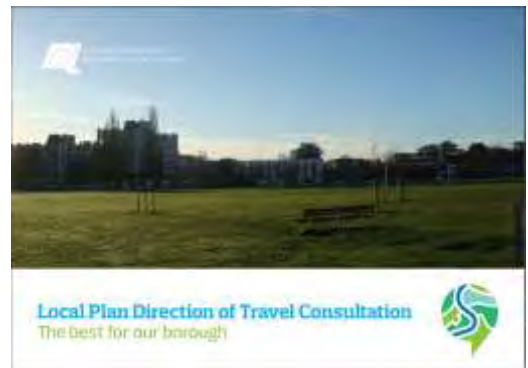 Local Plan Direction of Travel Consultation
The best for our borough